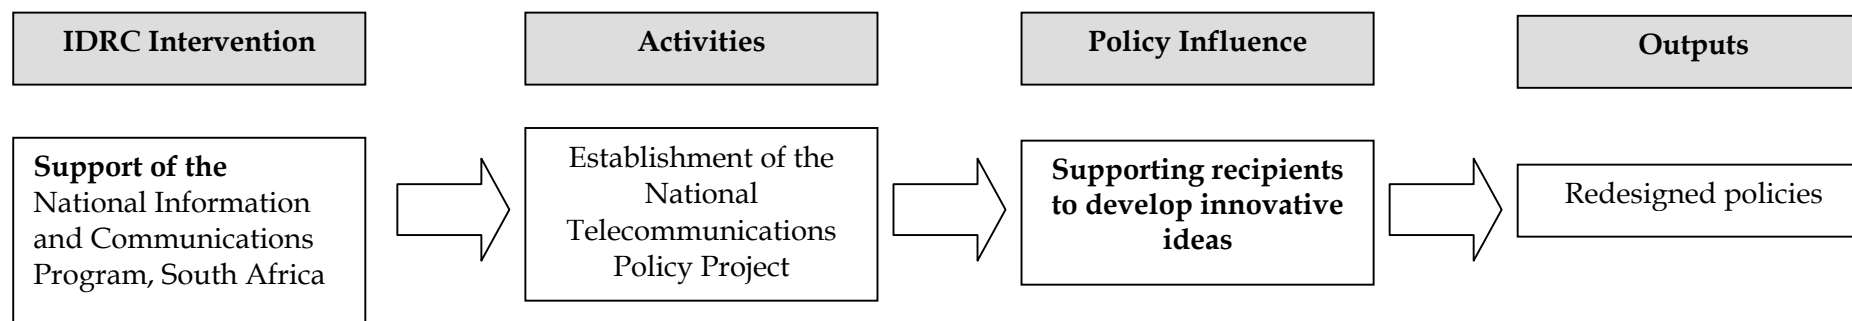 IDRC Intervention
Activities
Policy Influence
Outputs
Support of the
National Information
and Communications
Program, South Africa
Establishment of the
National
Telecommunications
Policy Project
Supporting recipients
to develop innovative
ideas
Redesigned policies